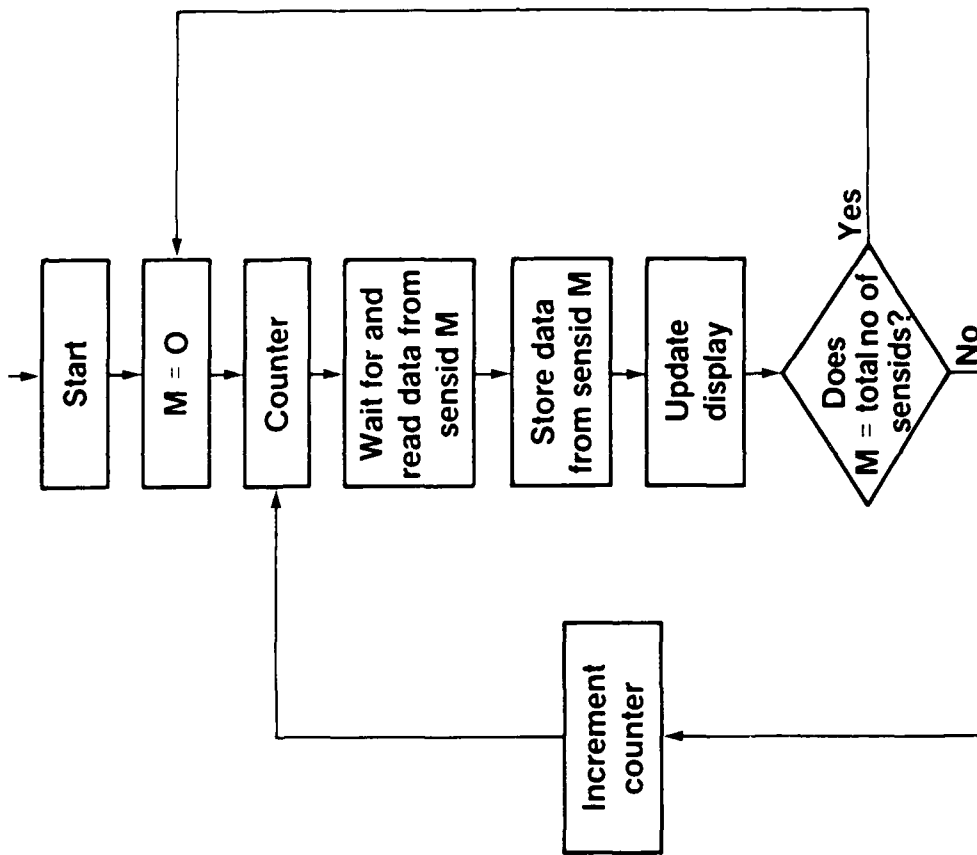 Start
M = O
Counter
Wait for and
read data from
sensid M
Store data
from sensid M
Update
display
Does
M = total no of
sensids?
Yes
No
Increment
counter